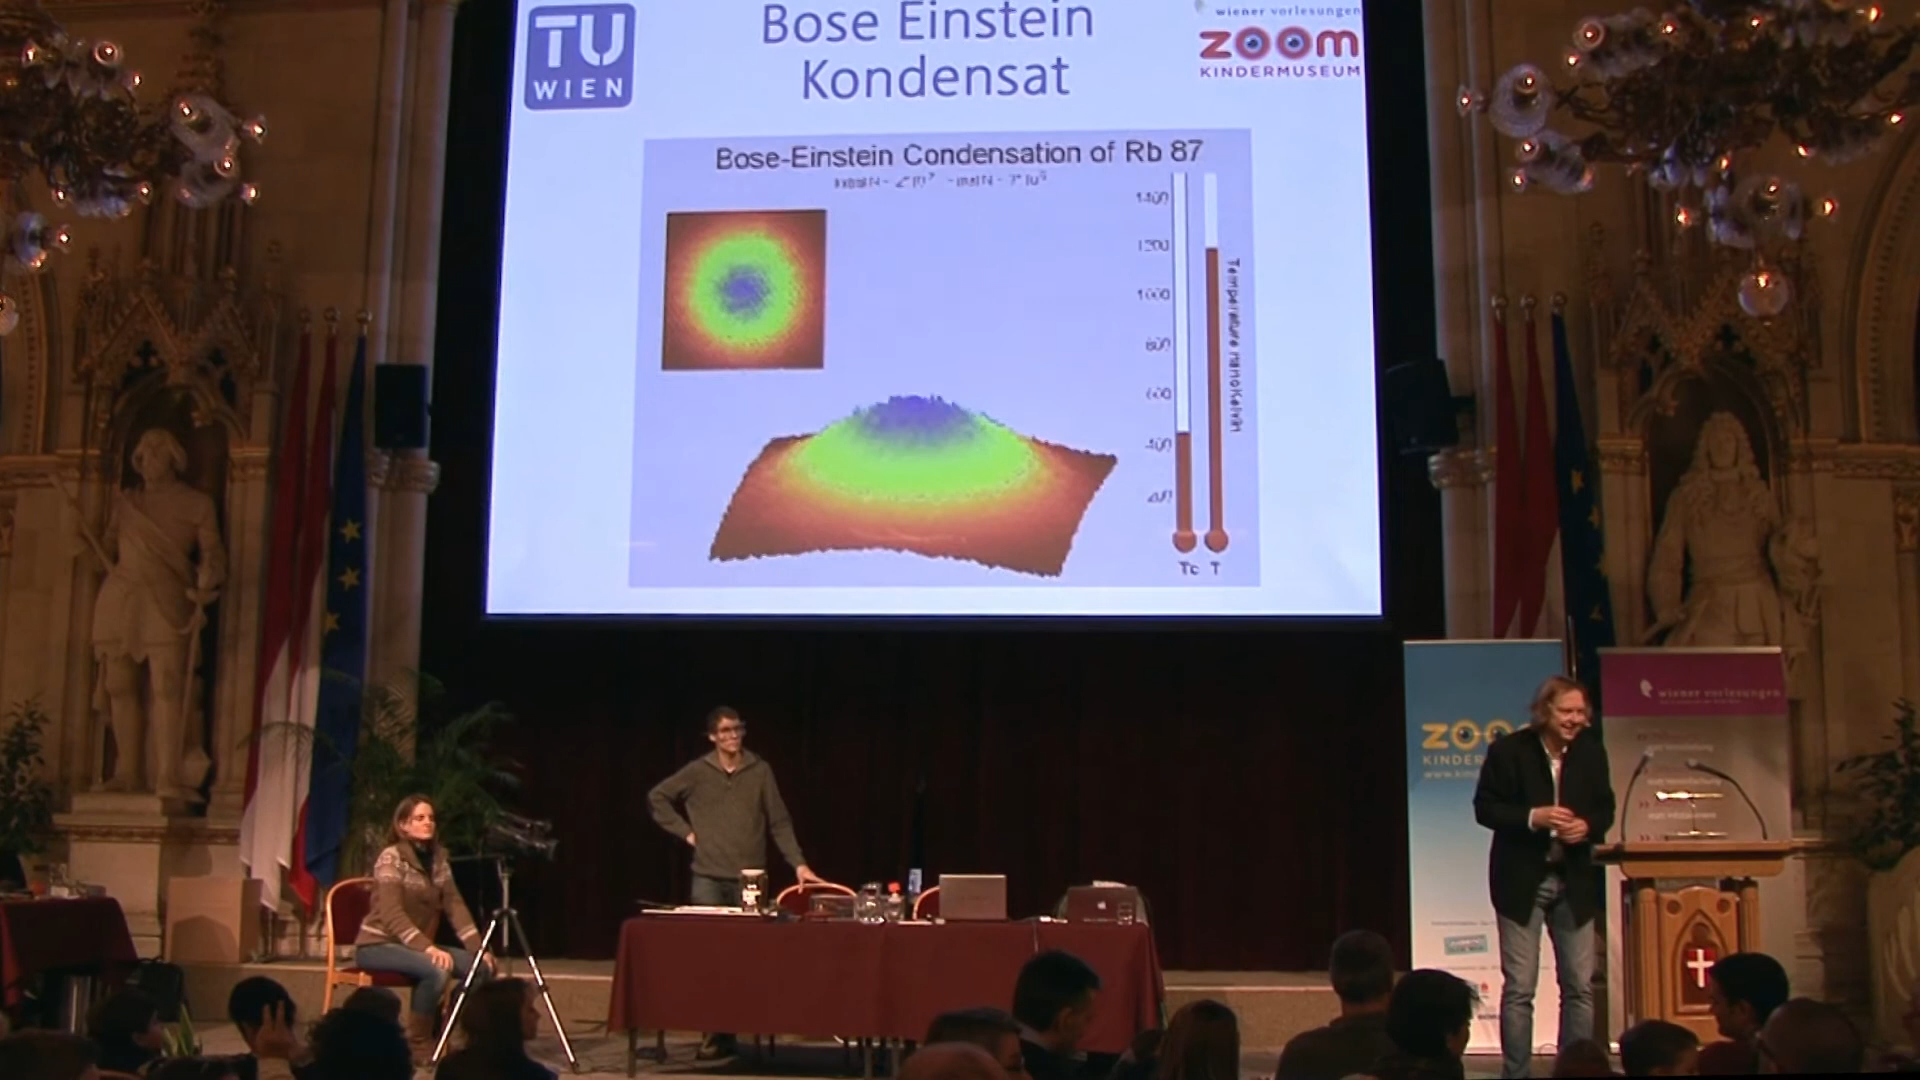 TU
WIEN
Bose Einstein
Kondensat
wiener vorlesungen
ZOOM
KINDERMUSEUM
Bose-Einstein Condensation of Rb 87
1400
1200
1000
800
600
400
200
Temperature nanokelvin
Tc T
ZOO
KINDER
wiener vorlesungen